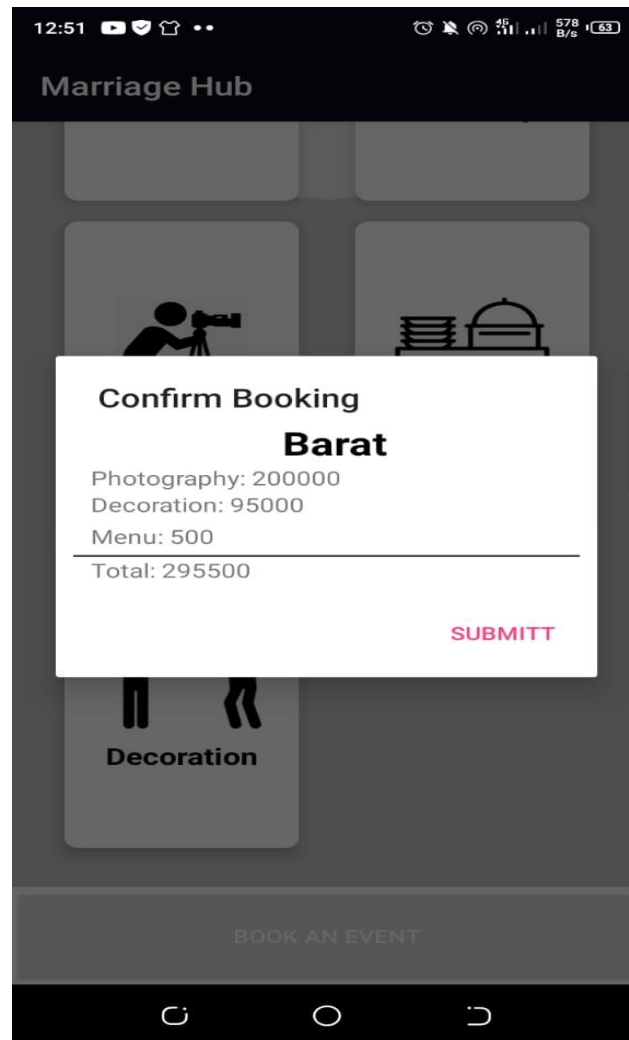 12:51
4G
578
B/s
63
Marriage Hub
Confirm Booking
Barat
Photography: 200000
Decoration: 95000
Menu: 500
Total: 295500
SUBMITT
Decoration
BOOK AN EVENT